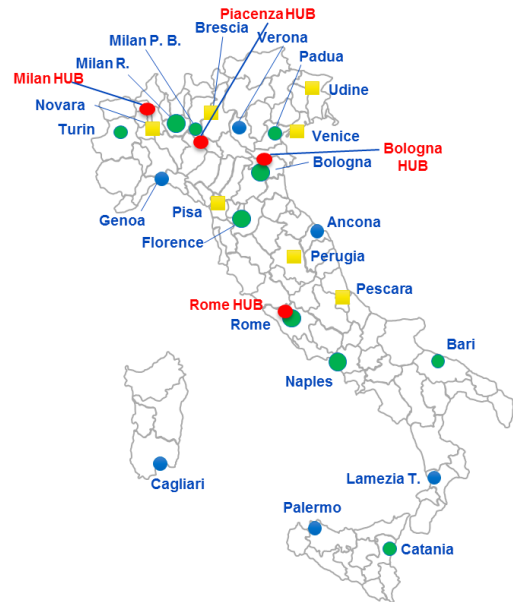 Piacenza HUB
Brescia
Verona
Milan P. B.
Padua
Milan R.
Milan HUB
Udine
Novara
Turin
Venice
Bologna
HUB
Bologna
Genoa
Pisa
Ancona
Florence
Perugia
Pescara
Rome HUB
Rome
Bari
Naples
Lamezia T.
Cagliari
Palermo
Catania